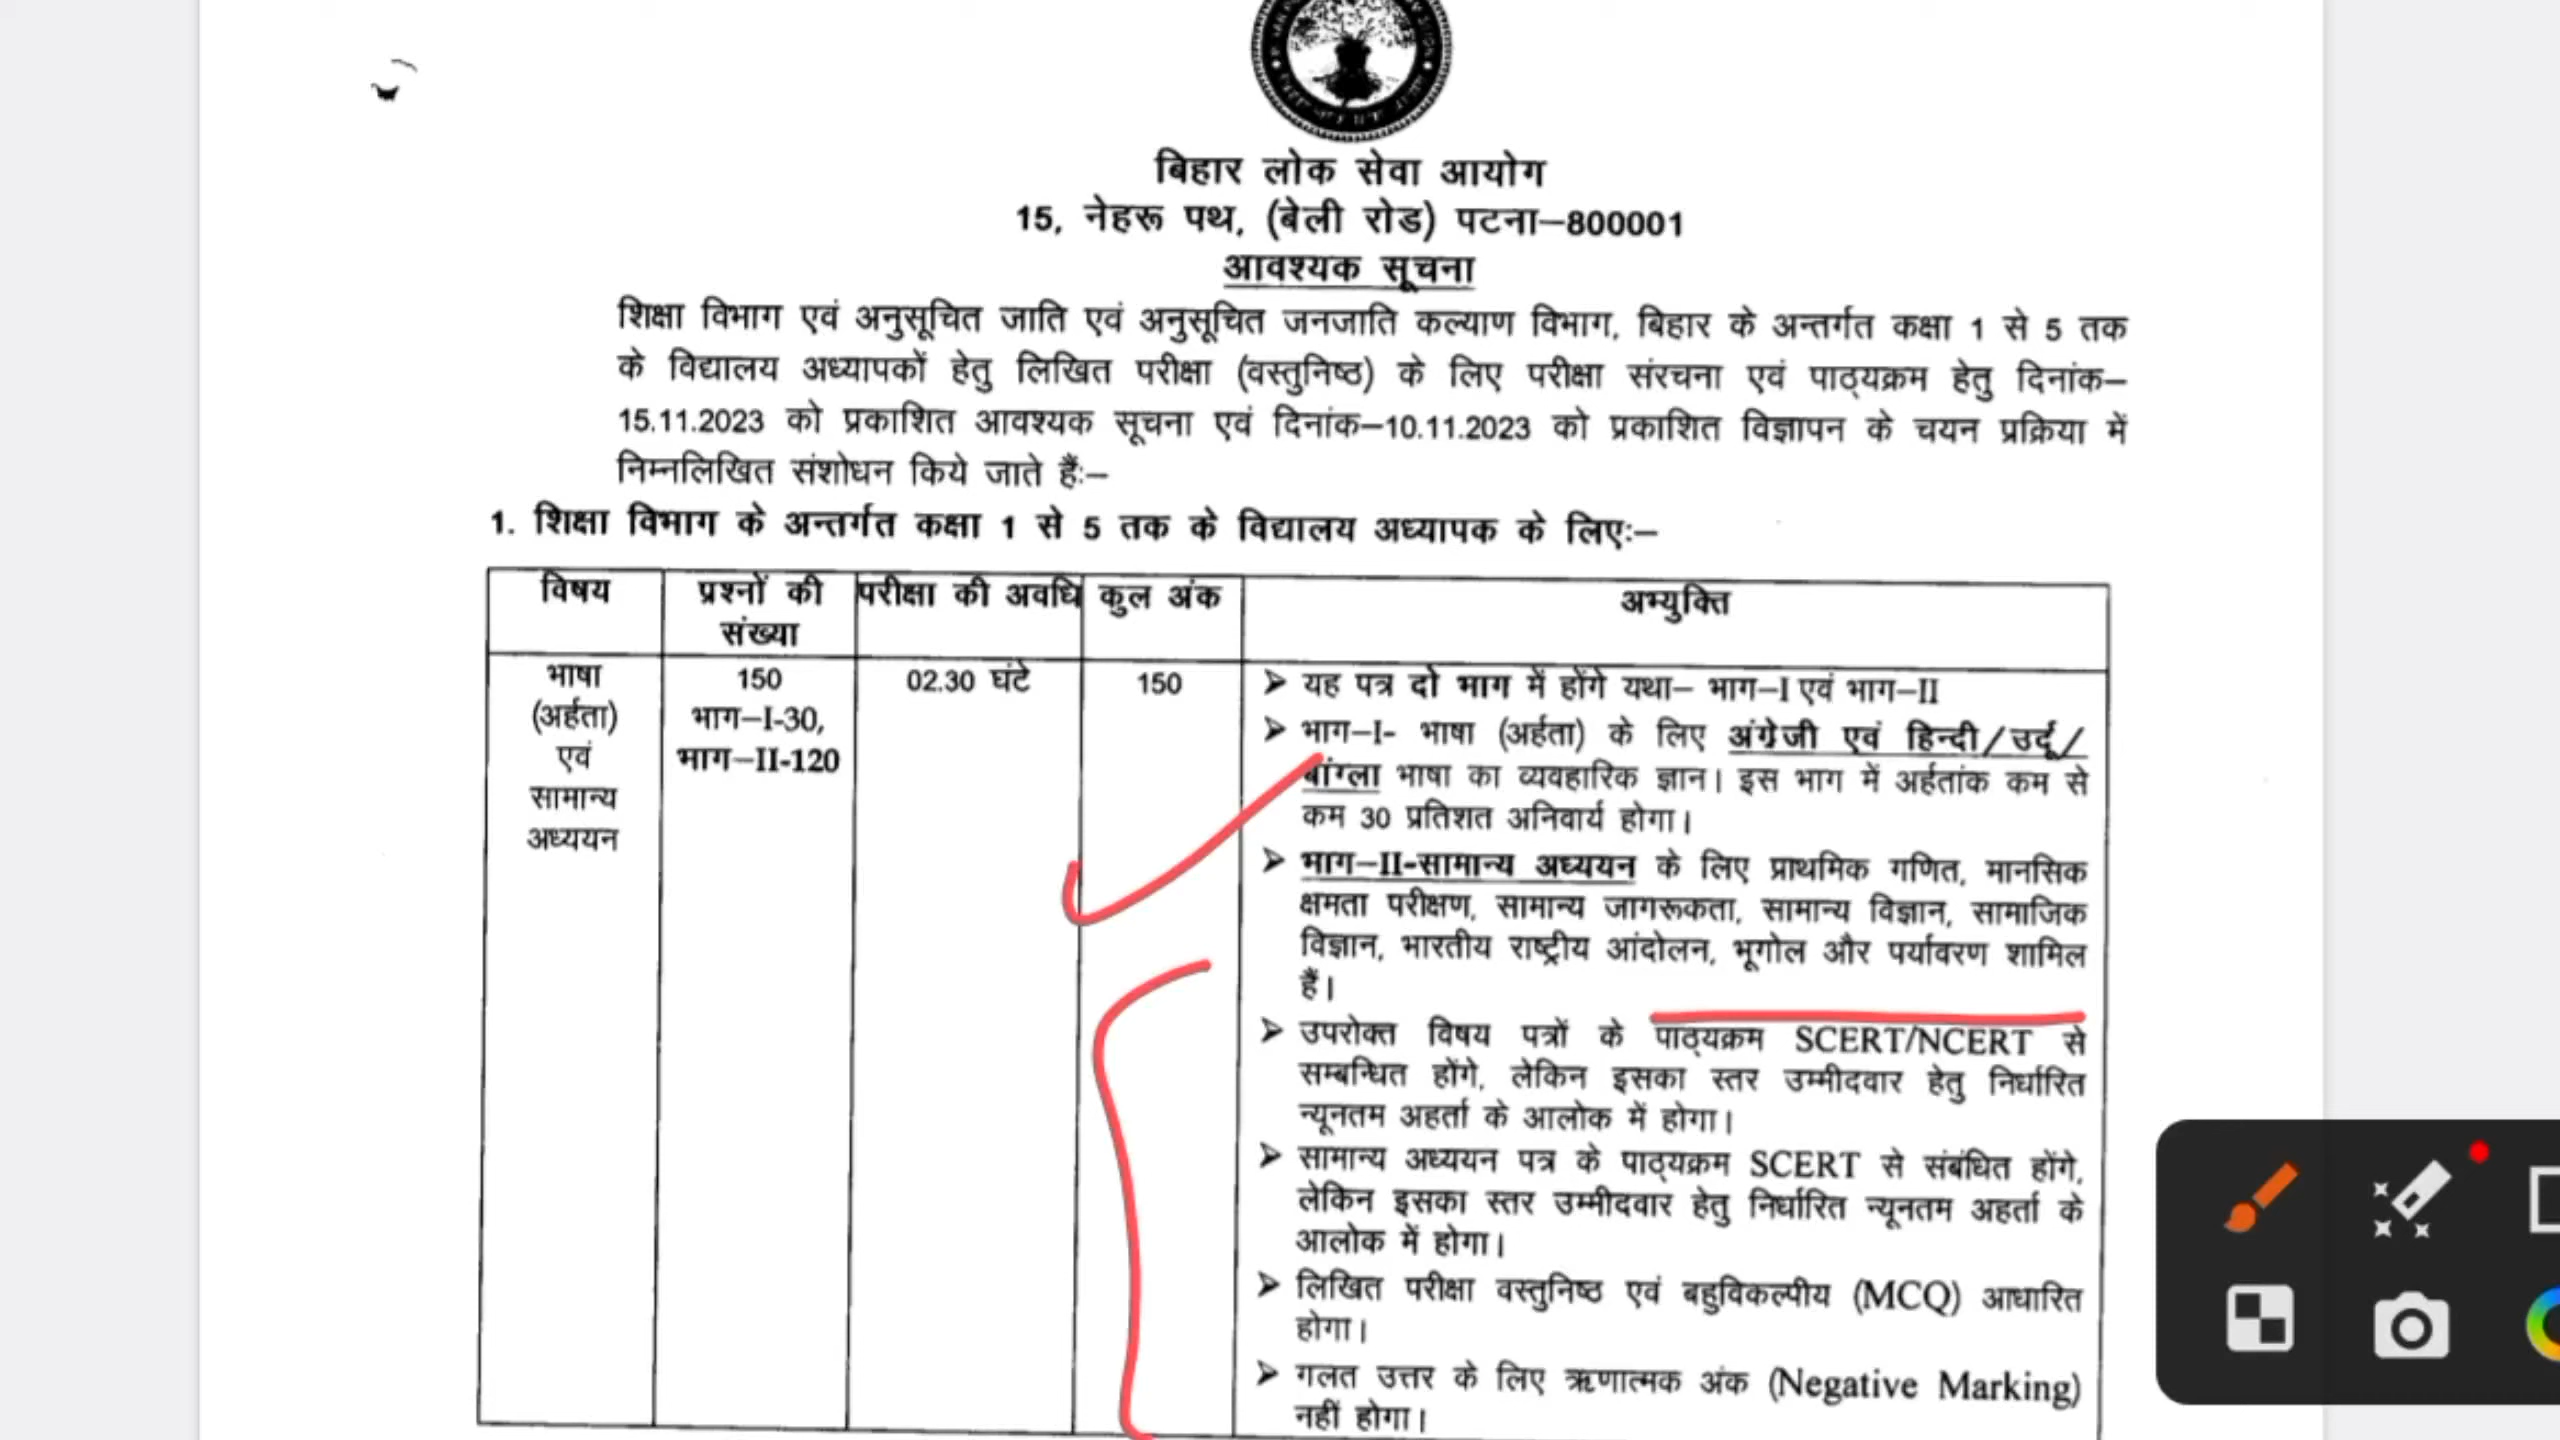 बिहार लोक सेवा आयोग
15, नेहरू पथ, (बेली रोड) पटना–800001
आवश्यक सूचना
शिक्षा विभाग एवं अनुसूचित जाति एवं अनुसूचित जनजाति कल्याण विभाग, बिहार के अन्तर्गत कक्षा 1 से 5 तक
के विद्यालय अध्यापकों हेतु लिखित परीक्षा (वस्तुनिष्ठ) के लिए परीक्षा संरचना एवं पाठ्यक्रम हेतु दिनांक–
15.11.2023 को प्रकाशित आवश्यक सूचना एवं दिनांक–10.11.2023 को प्रकाशित विज्ञापन के चयन प्रक्रिया में
निम्नलिखित संशोधन किये जाते हैंः–
1. शिक्षा विभाग के अन्तर्गत कक्षा 1 से 5 तक के विद्यालय अध्यापक के लिएः–
विषय
प्रश्नों की
संख्या
परीक्षा की अवधि
कुल अंक
अभ्युक्ति
भाषा
(अर्हता)
एवं
सामान्य
अध्ययन
150
भाग–I-30,
भाग–II-120
02.30 घंटे
150
➢ यह पत्र दो भाग में होंगे यथा– भाग–I एवं भाग–II
➢ भाग–I- भाषा (अर्हता) के लिए अंग्रेजी एवं हिन्दी/उर्दू/
बांग्ला भाषा का व्यवहारिक ज्ञान। इस भाग में अर्हतांक कम से
कम 30 प्रतिशत अनिवार्य होगा।
➢ भाग–II-सामान्य अध्ययन के लिए प्राथमिक गणित, मानसिक
क्षमता परीक्षण, सामान्य जागरूकता, सामान्य विज्ञान, सामाजिक
विज्ञान, भारतीय राष्ट्रीय आंदोलन, भूगोल और पर्यावरण शामिल
हैं।
➢ उपरोक्त विषय पत्रों के पाठ्यक्रम SCERT/NCERT से
सम्बन्धित होंगे, लेकिन इसका स्तर उम्मीदवार हेतु निर्धारित
न्यूनतम अहर्ता के आलोक में होगा।
➢ सामान्य अध्ययन पत्र के पाठ्यक्रम SCERT से संबंधित होंगे,
लेकिन इसका स्तर उम्मीदवार हेतु निर्धारित न्यूनतम अहर्ता के
आलोक में होगा।
➢ लिखित परीक्षा वस्तुनिष्ठ एवं बहुविकल्पीय (MCQ) आधारित
होगा।
➢ गलत उत्तर के लिए ऋणात्मक अंक (Negative Marking)
नहीं होगा।